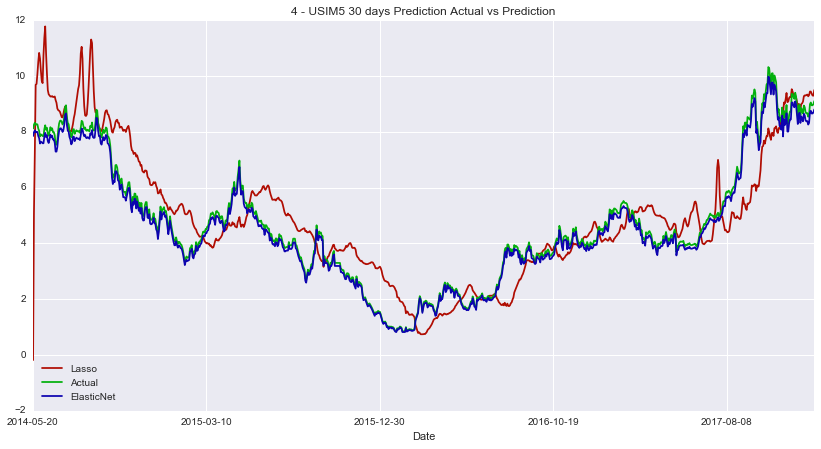 4 - USIM5 30 days Prediction Actual vs Prediction
12
10
8
6
4
2
0
−2
Lasso
Actual
ElasticNet
2014-05-20 2015-03-10 2015-12-30 2016-10-19 2017-08-08
Date